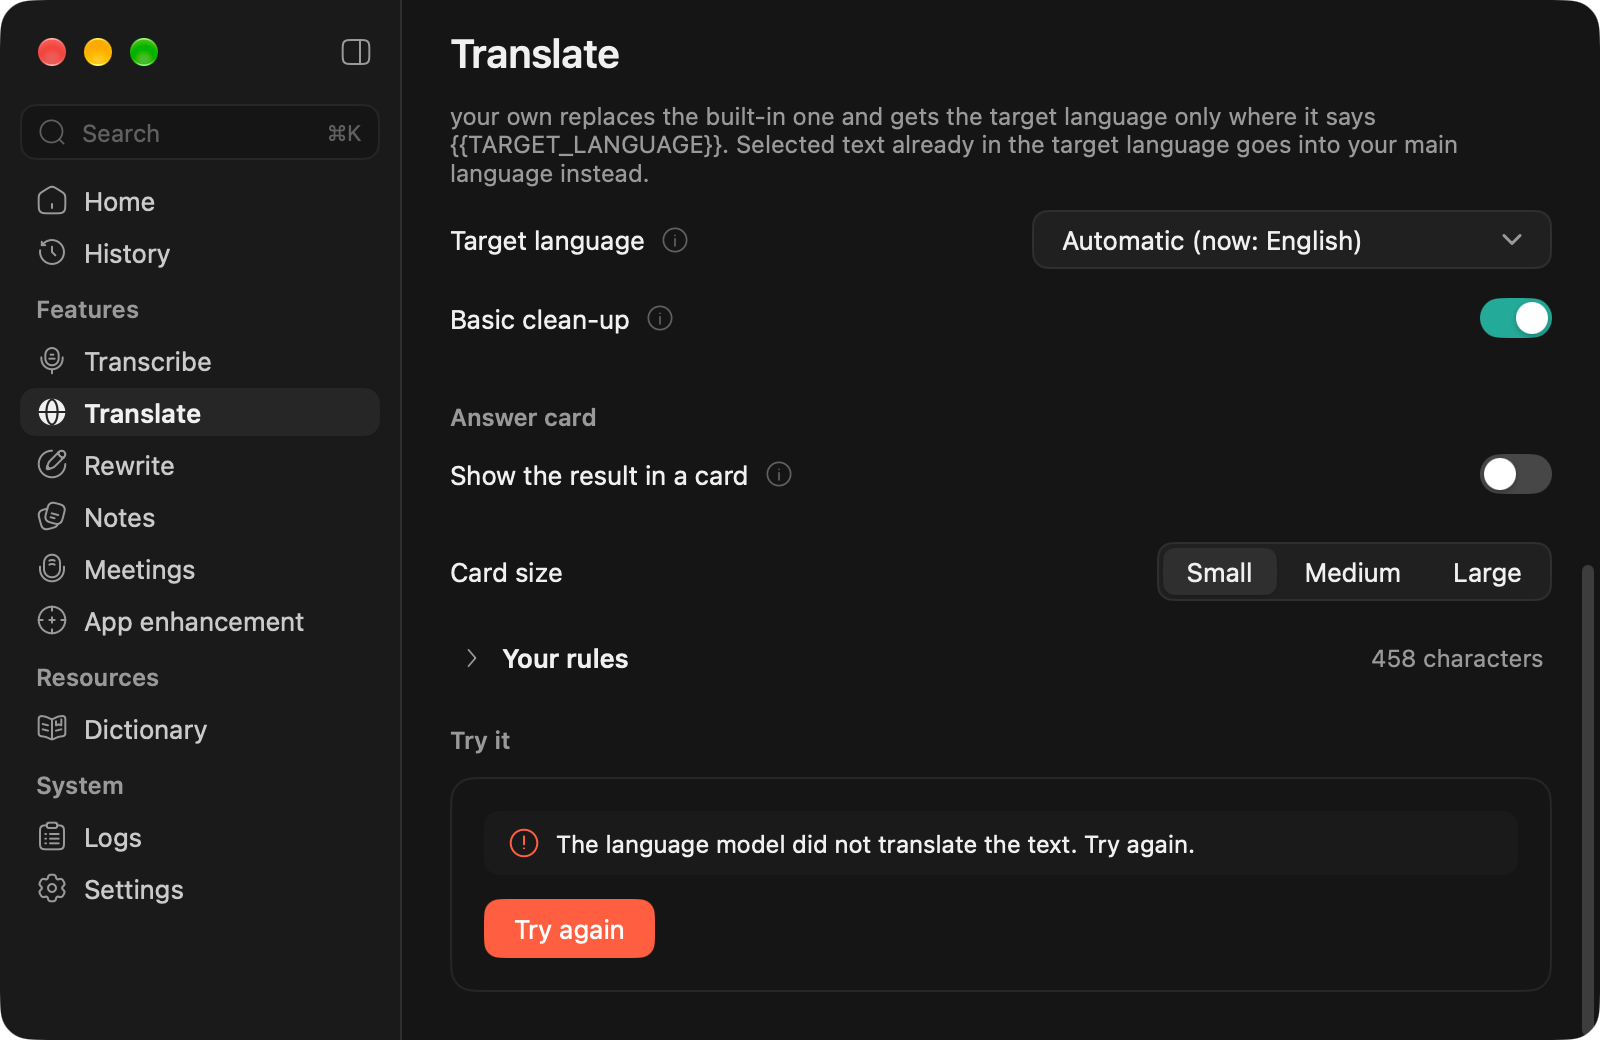 Search ⌘K
Home
History
Features
Transcribe
Translate
Rewrite
Notes
Meetings
App enhancement
Resources
Dictionary
System
Logs
Settings
Translate
your own replaces the built-in one and gets the target language only where it says
{{TARGET_LANGUAGE}}. Selected text already in the target language goes into your main
language instead.
Target language
Automatic (now: English)
Basic clean-up
Answer card
Show the result in a card
Card size
Small Medium Large
Your rules
458 characters
Try it
The language model did not translate the text. Try again.
Try again